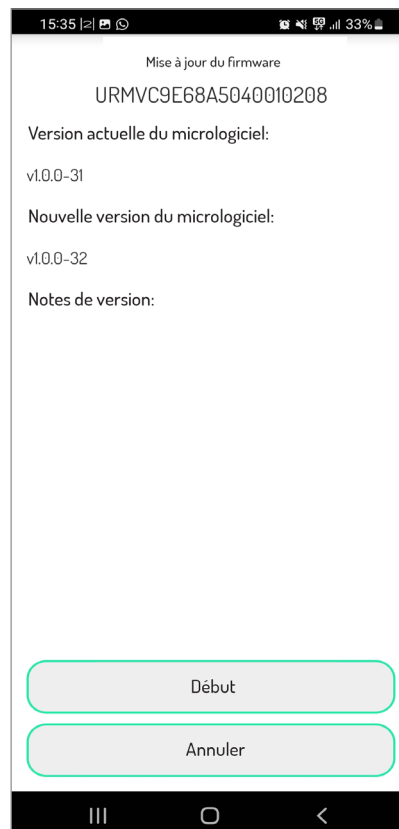 15:35 33%
Mise à jour du firmware
URMVC9E68A5040010208
Version actuelle du micrologiciel:
v1.0.0-31
Nouvelle version du micrologiciel:
v1.0.0-32
Notes de version:
Début
Annuler